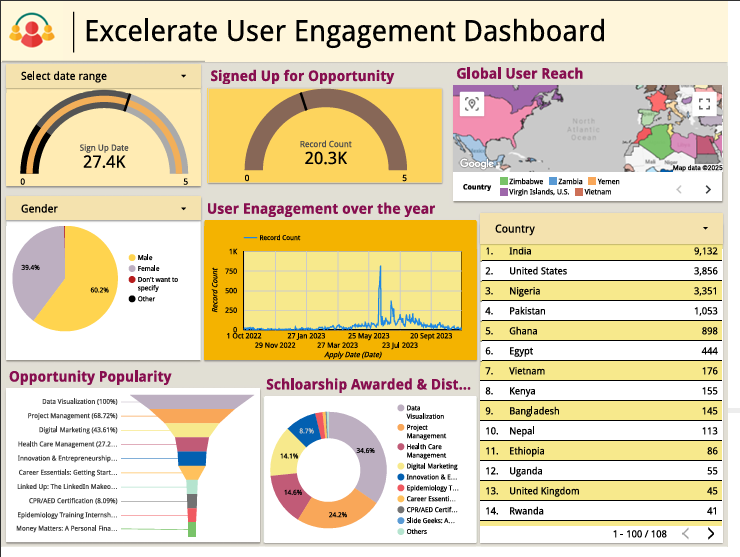 Excelerate User Engagement Dashboard
Select date range
Sign Up Date
27.4K
0
5
Signed Up for Opportunity
Record Count
20.3K
0
5
Global User Reach
North
Atlantic
Ocean
Mali
Niger
Google
Map data ©2025
Country
Zimbabwe
Zambia
Yemen
Virgin Islands, U.S.
Vietnam
Gender
39.4%
60.2%
Male
Female
Don't want to
specify
Other
User Enagagement over the year
Record Count
Record Count
1K
750
500
250
0
1 Oct 2022
27 Jan 2023
25 May 2023
20 Sept 2023
29 Nov 2022
27 Mar 2023
23 Jul 2023
Apply Date (Date)
Country
1. India 9,132
2. United States 3,856
3. Nigeria 3,351
4. Pakistan 1,053
5. Ghana 898
6. Egypt 444
7. Vietnam 176
8. Kenya 155
9. Bangladesh 145
10. Nepal 113
11. Ethiopia 86
12. Uganda 55
13. United Kingdom 45
14. Rwanda 41
1 - 100 / 108
Opportunity Popularity
Data Visualization (100%)
Project Management (68.72%)
Digital Marketing (43.61%)
Health Care Management (27.2...
Innovation & Entrepreneurship...
Career Essentials: Getting Start...
Linked Up: The LinkedIn Makeo...
CPR/AED Certification (8.09%)
Epidemiology Training Internsh...
Money Matters: A Personal Fina...
Schloarship Awarded & Dist...
34.6%
24.2%
14.6%
14.1%
8.7%
Data
Visualization
Project
Management
Health Care
Management
Digital Marketing
Innovation & E...
Epidemiology T...
Career Essenti...
CPR/AED Certif...
Slide Geeks: A...
Others